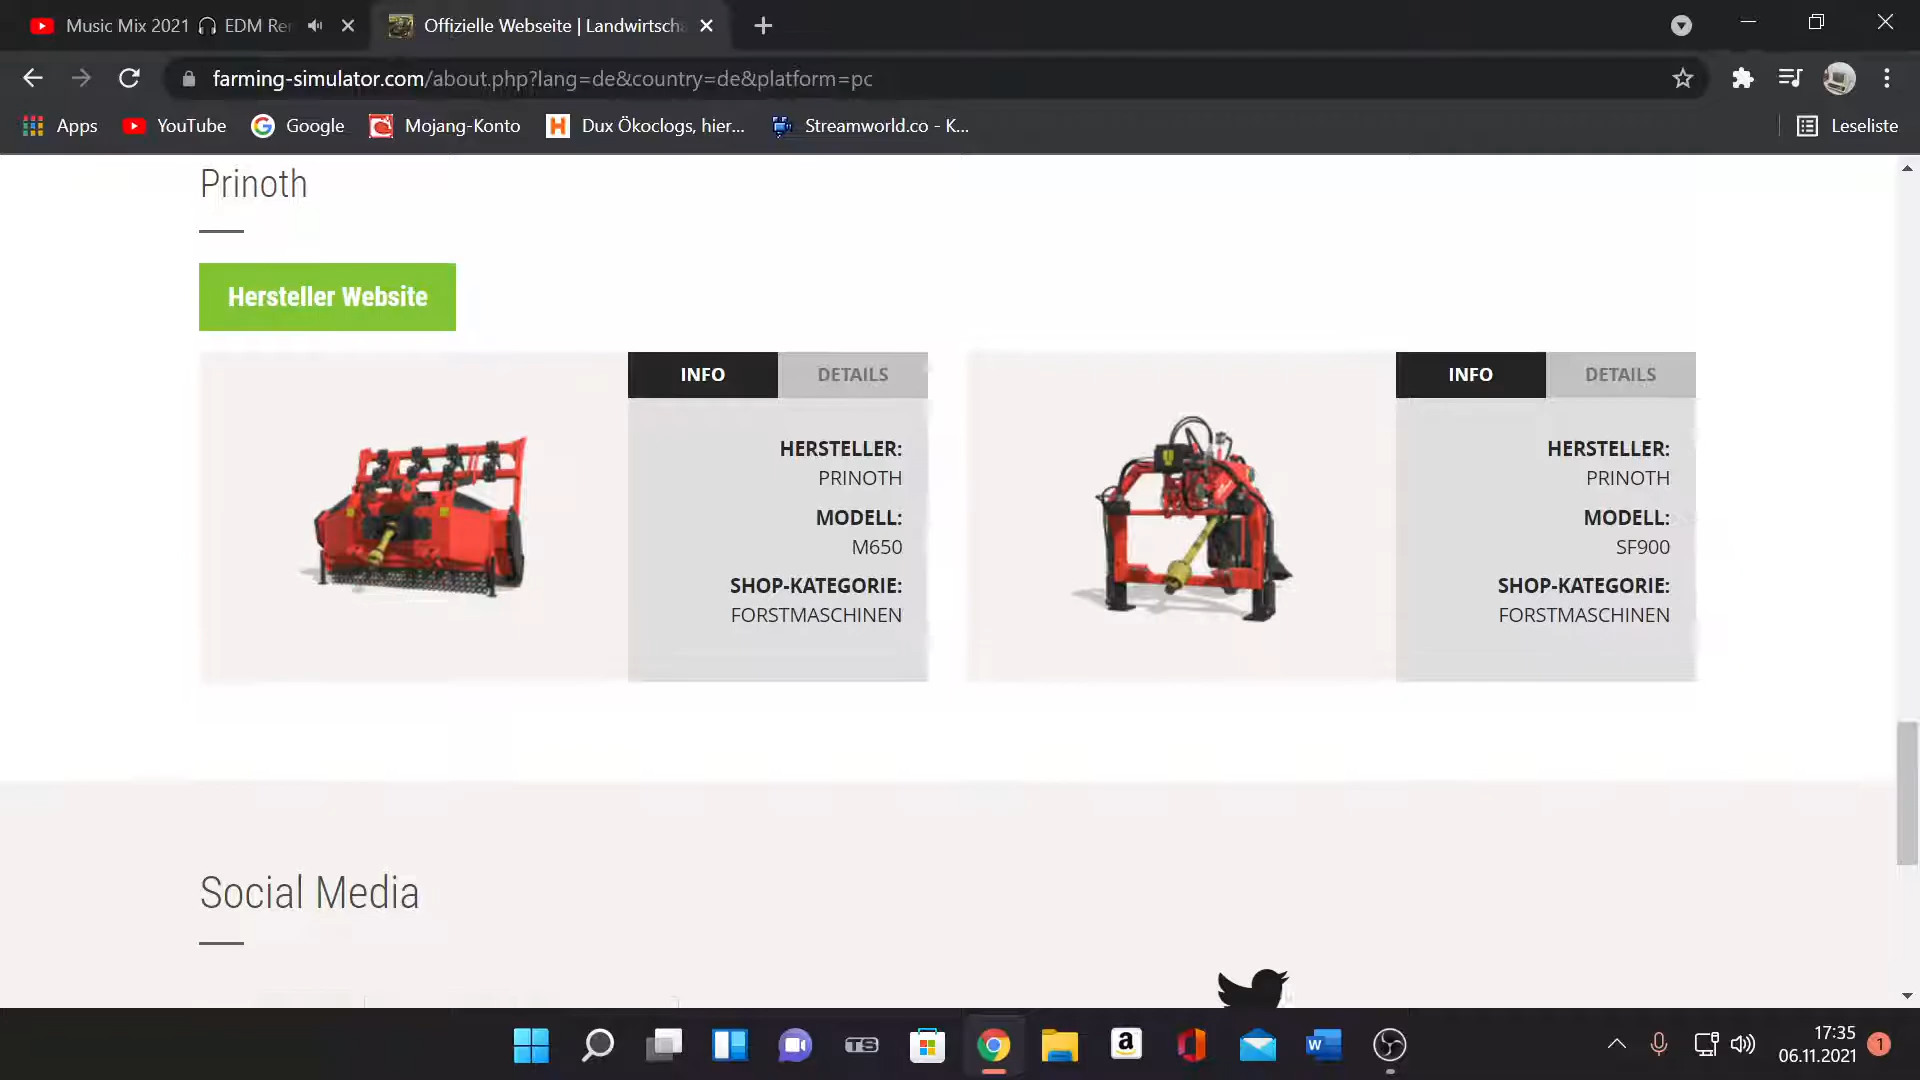 Music Mix 2021 🎧 EDM Re
Offizielle Webseite | Landwirtsch
farming-simulator.com/about.php?lang=de&country=de&platform=pc
Apps YouTube Google Mojang-Konto Dux Ökoclogs, hier... Streamworld.co - K... Leseliste
Prinoth
Hersteller Website
INFO DETAILS
HERSTELLER:
PRINOTH
MODELL:
M650
SHOP-KATEGORIE:
FORSTMASCHINEN
INFO DETAILS
HERSTELLER:
PRINOTH
MODELL:
SF900
SHOP-KATEGORIE:
FORSTMASCHINEN
Social Media
17:35
06.11.2021 1